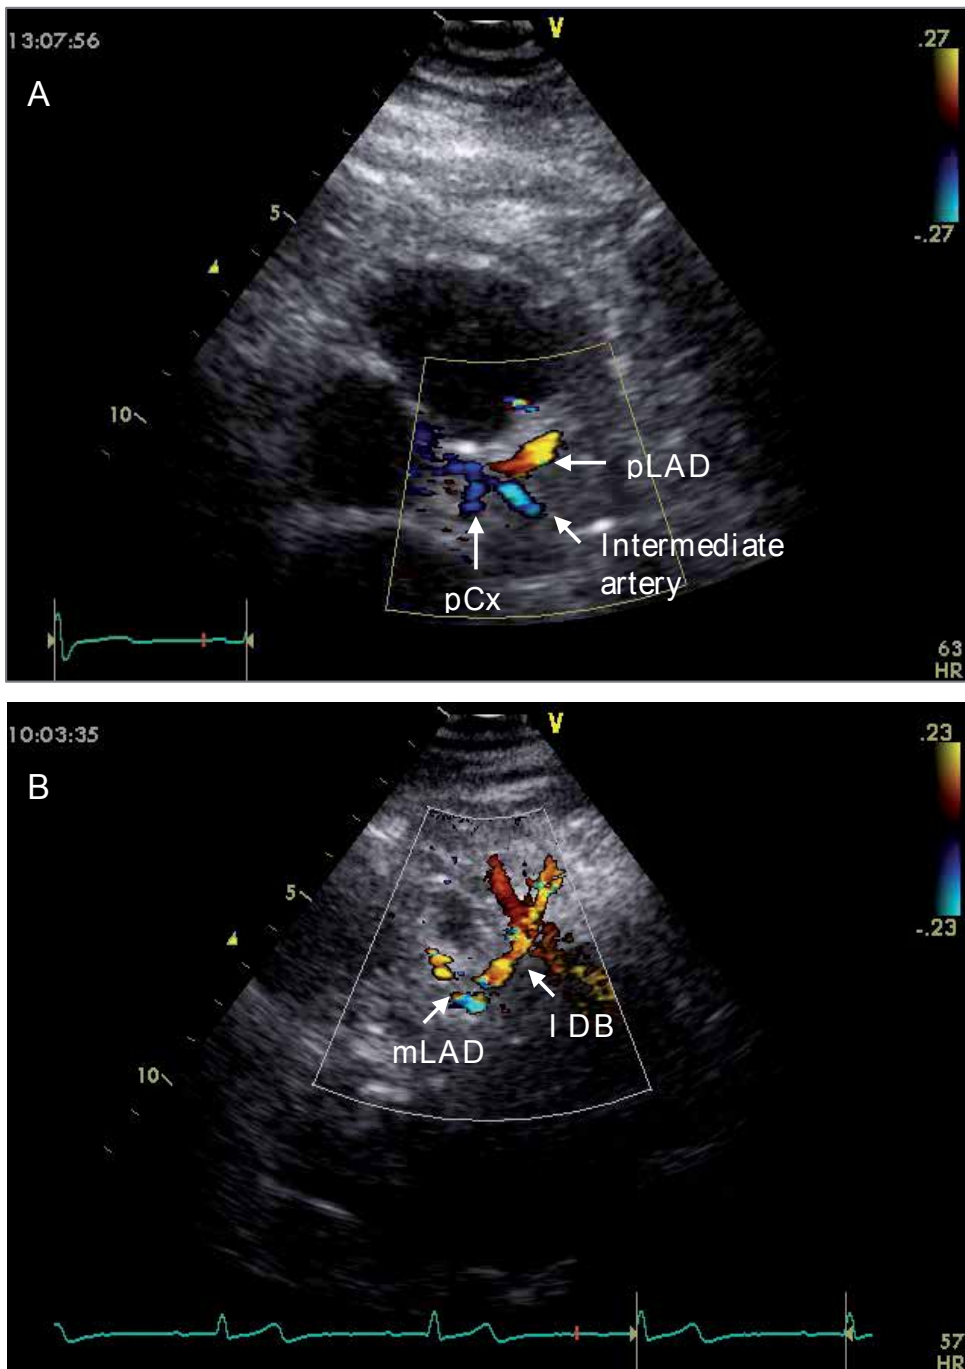 13:07:56
V
.27
A
5
-.27
10
pLAD
Intermediate
artery
pCx
63
HR
10:03:35
V
.23
B
5
-.23
I DB
mLAD
10
57
HR